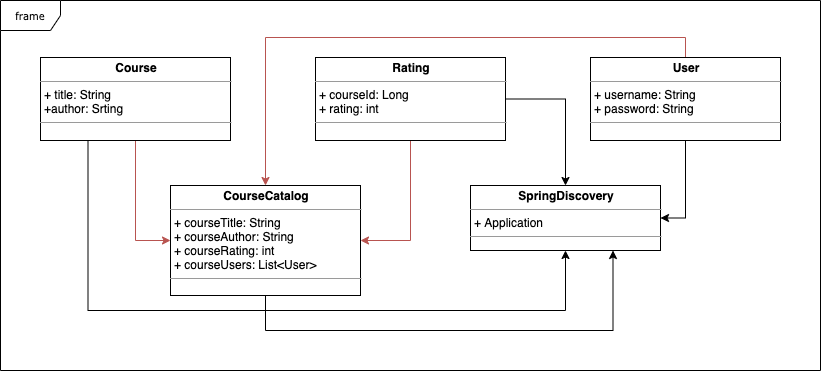 frame
Course
+ title: String
+author: Srting
Rating
+ courseId: Long
+ rating: int
User
+ username: String
+ password: String
CourseCatalog
+ courseTitle: String
+ courseAuthor: String
+ courseRating: int
+ courseUsers: List<User>
SpringDiscovery
+ Application